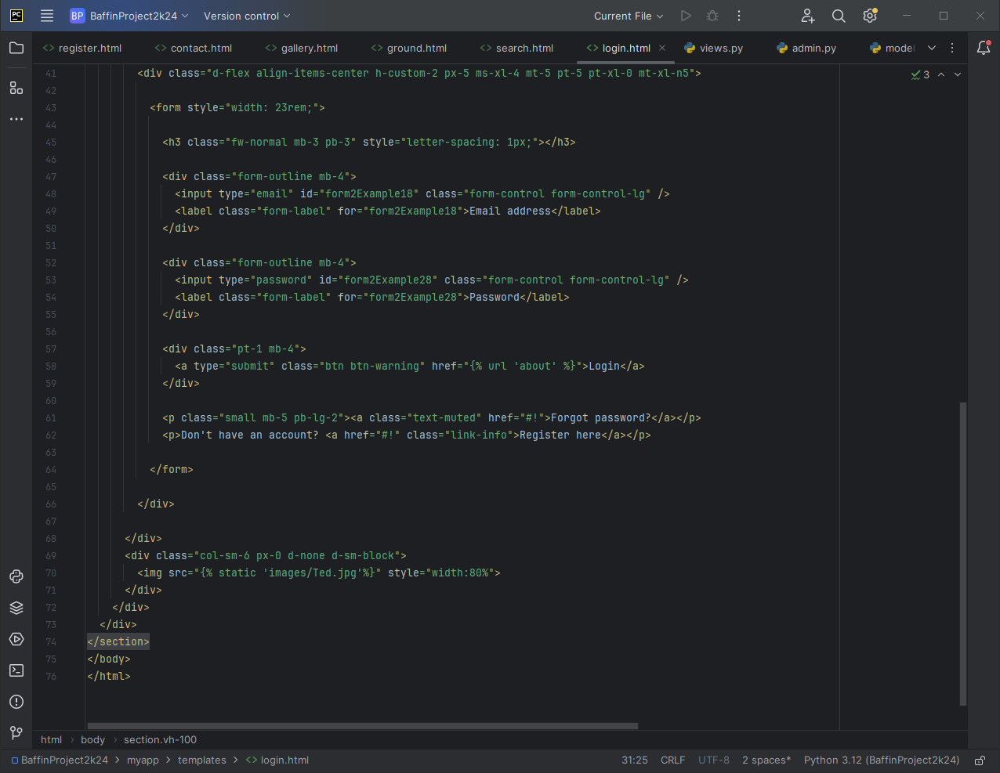 PC BP BaffinProject2k24 Version control Current File
register.html contact.html gallery.html ground.html search.html login.html views.py admin.py model
41 <div class="d-flex align-items-center h-custom-2 px-5 ms-xl-4 mt-5 pt-5 pt-xl-0 mt-xl-n5"> 3
42
43 <form style="width: 23rem;">
44
45 <h3 class="fw-normal mb-3 pb-3" style="letter-spacing: 1px;"></h3>
46
47 <div class="form-outline mb-4">
48 <input type="email" id="form2Example18" class="form-control form-control-lg" />
49 <label class="form-label" for="form2Example18">Email address</label>
50 </div>
51
52 <div class="form-outline mb-4">
53 <input type="password" id="form2Example28" class="form-control form-control-lg" />
54 <label class="form-label" for="form2Example28">Password</label>
55 </div>
56
57 <div class="pt-1 mb-4">
58 <a type="submit" class="btn btn-warning" href="{% url 'about' %}">Login</a>
59 </div>
60
61 <p class="small mb-5 pb-lg-2"><a class="text-muted" href="#!">Forgot password?</a></p>
62 <p>Don't have an account? <a href="#!" class="link-info">Register here</a></p>
63
64 </form>
65
66 </div>
67
68 </div>
69 <div class="col-sm-6 px-0 d-none d-sm-block">
70 <img src="{% static 'images/Ted.jpg'%}" style="width:80%">
71 </div>
72 </div>
73 </div>
74 </section>
75 </body>
76 </html>
html › body › section.vh-100
BaffinProject2k24 > myapp > templates > <> login.html 31:25 CRLF UTF-8 2 spaces* Python 3.12 (BaffinProject2k24)